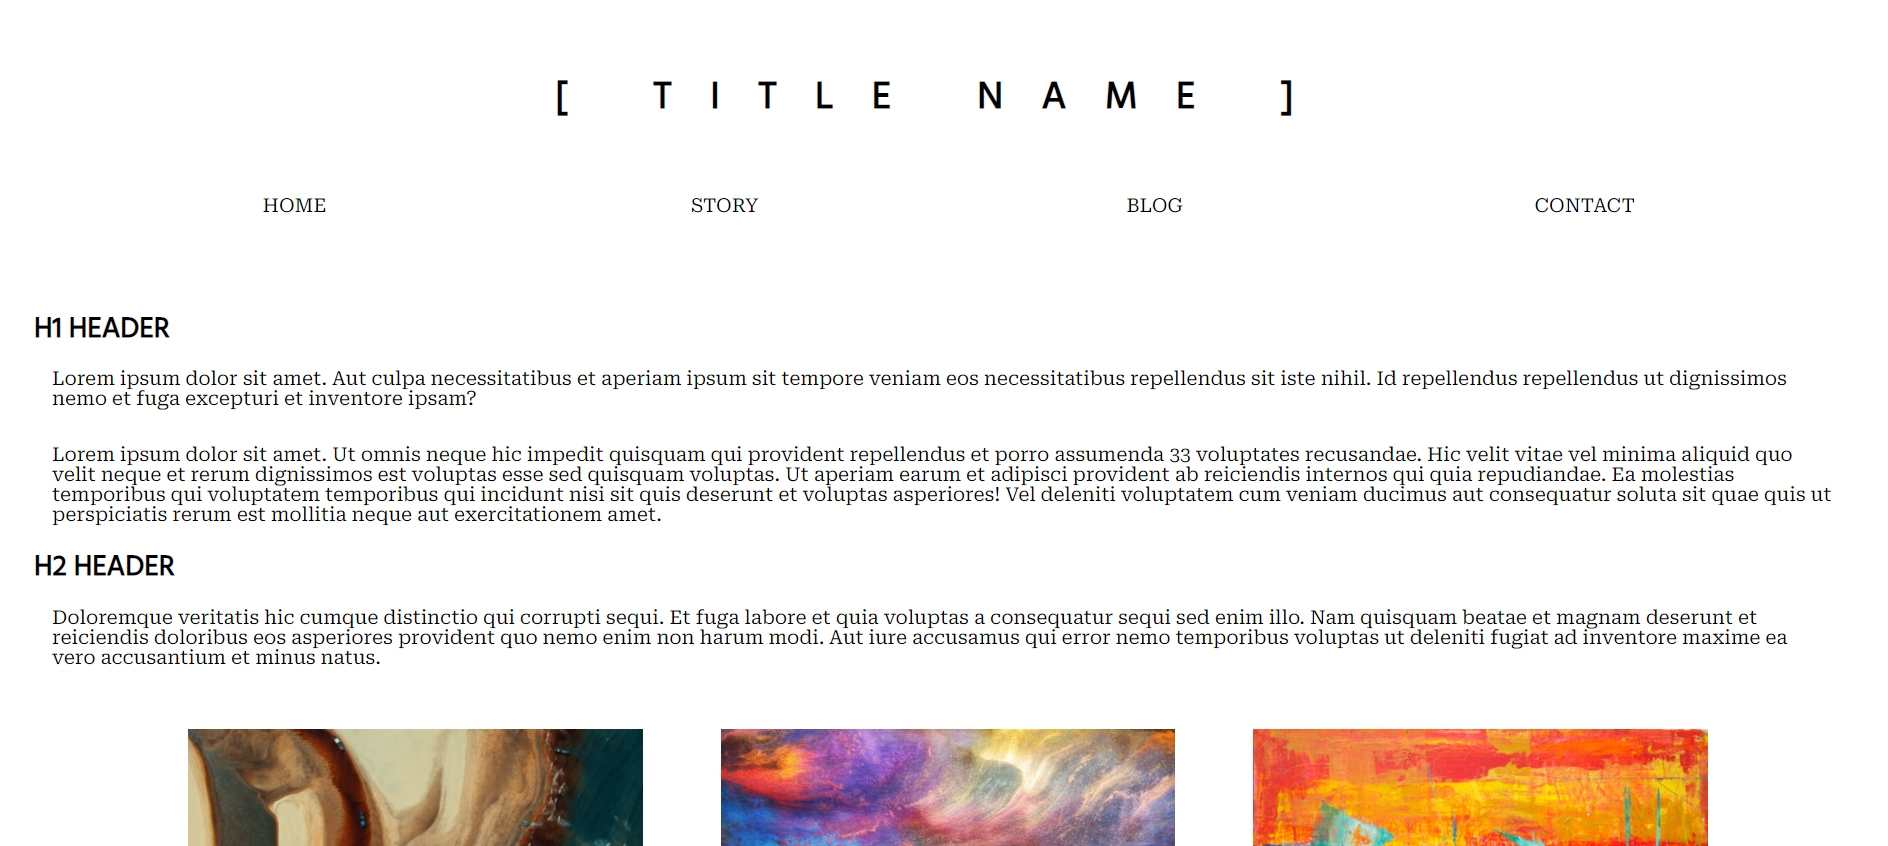 [ TITLE NAME ]
HOME STORY BLOG CONTACT
H1 HEADER
Lorem ipsum dolor sit amet. Aut culpa necessitatibus et aperiam ipsum sit tempore veniam eos necessitatibus repellendus sit iste nihil. Id repellendus repellendus ut dignissimos
nemo et fuga excepturi et inventore ipsam?
Lorem ipsum dolor sit amet. Ut omnis neque hic impedit quisquam qui provident repellendus et porro assumenda 33 voluptates recusandae. Hic velit vitae vel minima aliquid quo
velit neque et rerum dignissimos est voluptas esse sed quisquam voluptas. Ut aperiam earum et adipisci provident ab reiciendis internos qui quia repudiandae. Ea molestias
temporibus qui voluptatem temporibus qui incidunt nisi sit quis deserunt et voluptas asperiores! Vel deleniti voluptatem cum veniam ducimus aut consequatur soluta sit quae quis ut
perspiciatis rerum est mollitia neque aut exercitationem amet.
H2 HEADER
Doloremque veritatis hic cumque distinctio qui corrupti sequi. Et fuga labore et quia voluptas a consequatur sequi sed enim illo. Nam quisquam beatae et magnam deserunt et
reiciendis doloribus eos asperiores provident quo nemo enim non harum modi. Aut iure accusamus qui error nemo temporibus voluptas ut deleniti fugiat ad inventore maxime ea
vero accusantium et minus natus.